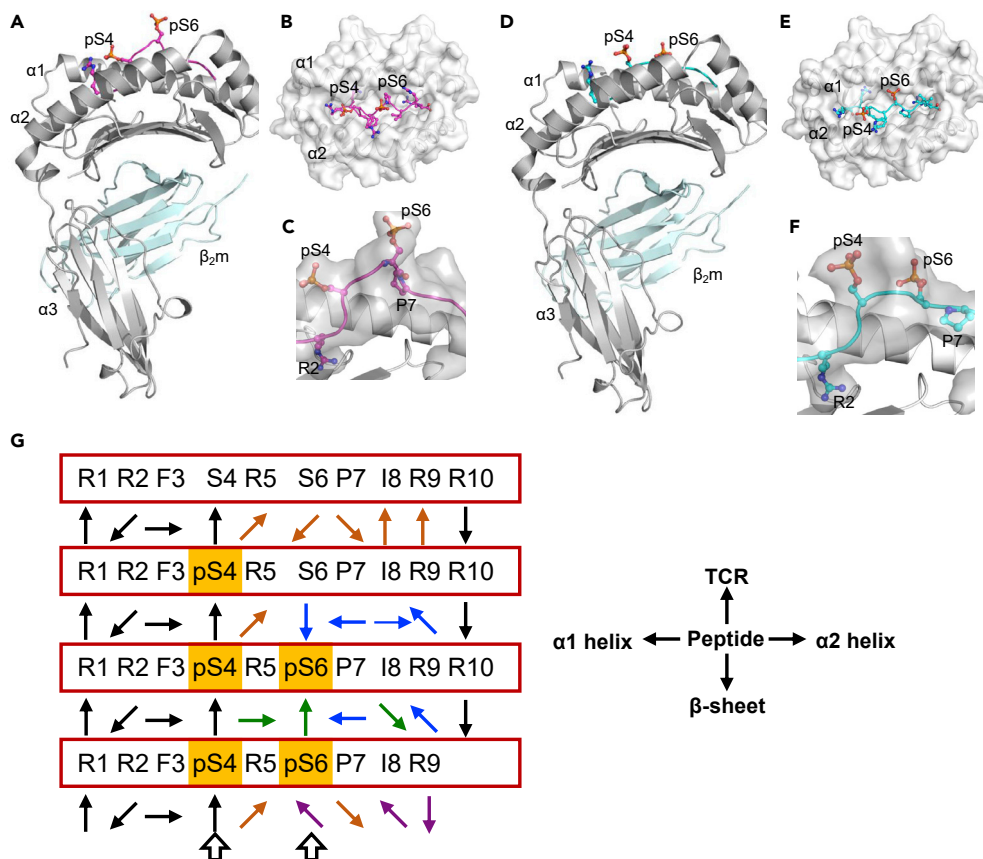 A
pS6
pS4
α1
α2
β2m
α3
B
pS4
pS6
α1
α2
C
pS6
pS4
P7
R2
D
pS4
pS6
α1
α2
β2m
α3
E
α1
pS6
α2
pS4
F
pS4
pS6
P7
R2
G
R1 R2 F3 S4 R5 S6 P7 I8 R9 R10
R1 R2 F3 pS4 R5 S6 P7 I8 R9 R10
R1 R2 F3 pS4 R5 pS6 P7 I8 R9 R10
R1 R2 F3 pS4 R5 pS6 P7 I8 R9
TCR
α1 helix Peptide α2 helix
β-sheet